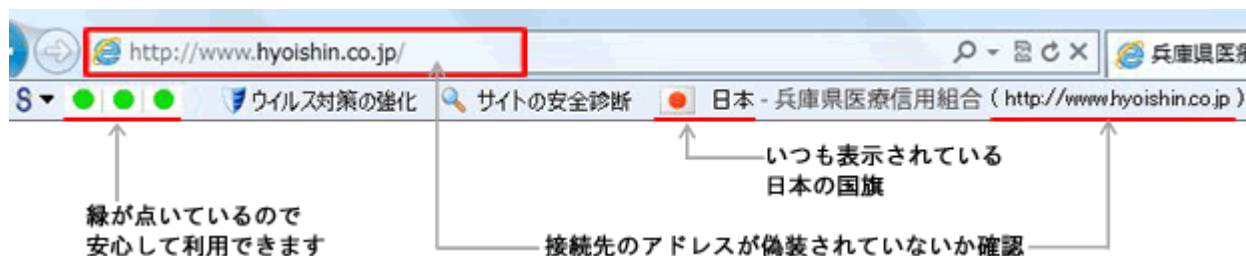 http://www.hyoishin.co.jp/
兵庫県医療
S
ウイルス対策の強化
サイトの安全診断
日本 - 兵庫県医療信用組合 ( http://www.hyoishin.co.jp )
いつも表示されている
日本の国旗
緑が点いているので
安心して利用できます
接続先のアドレスが偽装されていないか確認